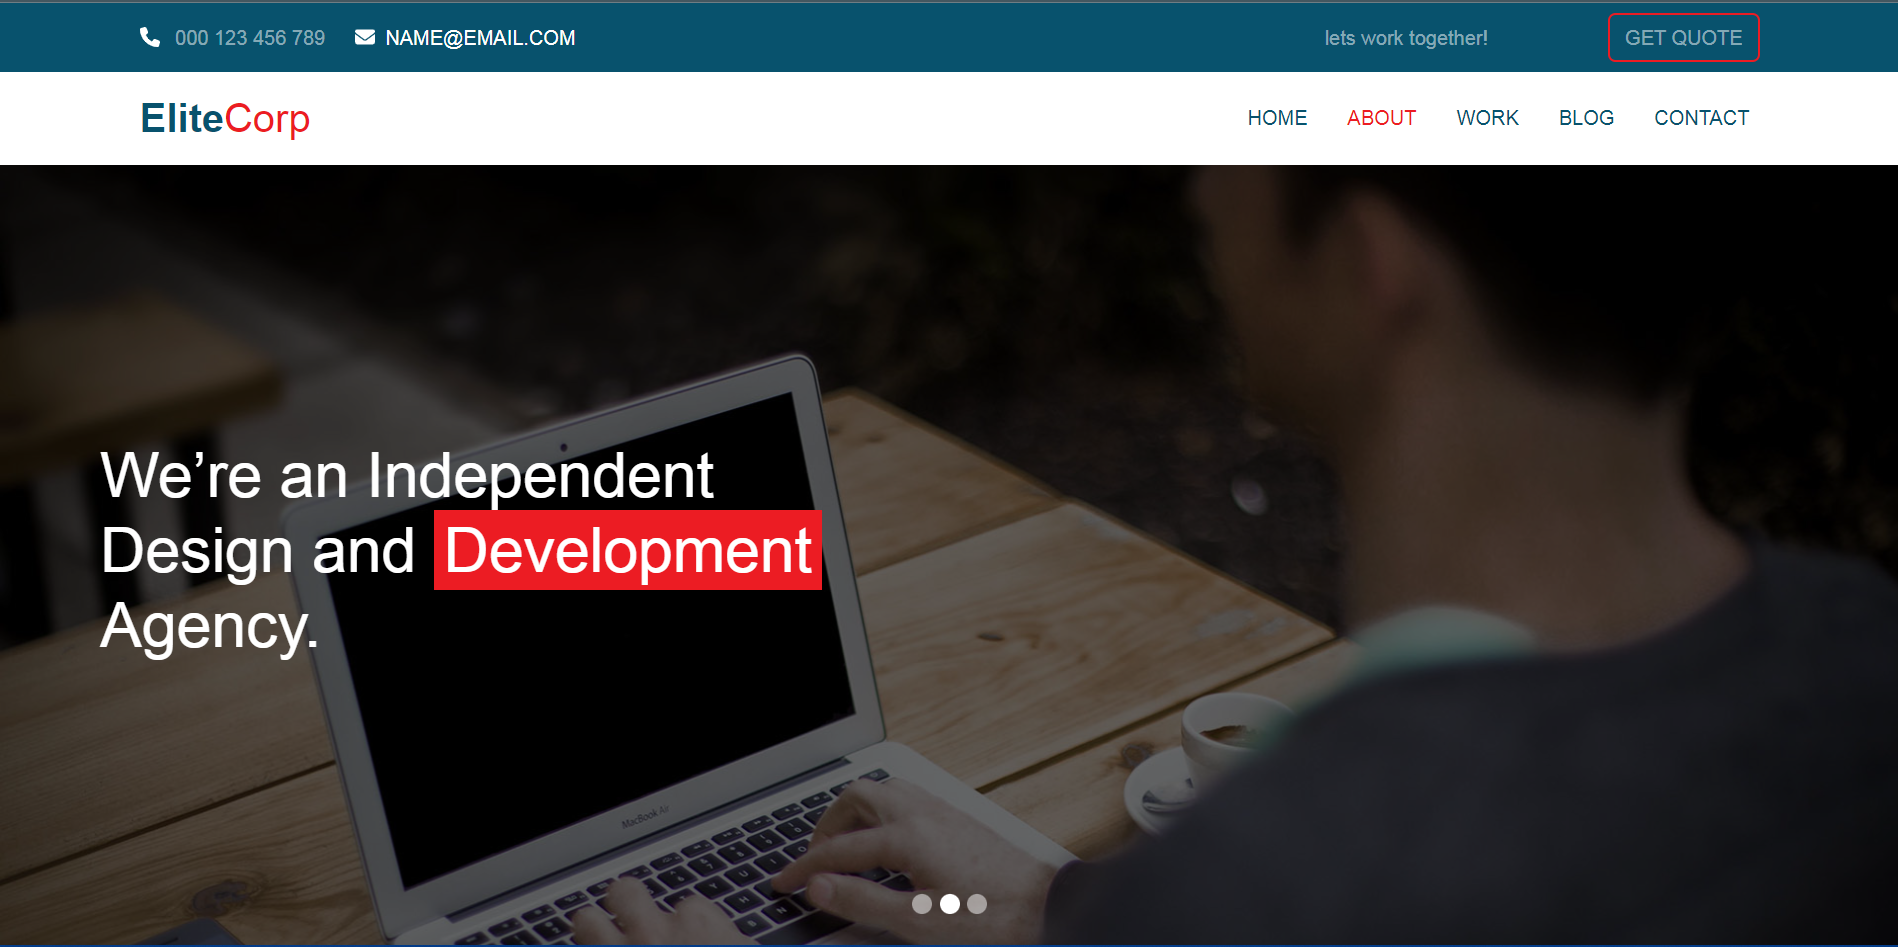 000 123 456 789 NAME@EMAIL.COM lets work together! GET QUOTE
EliteCorp HOME ABOUT WORK BLOG CONTACT
We’re an Independent
Design and Development
Agency.
MacBook Air